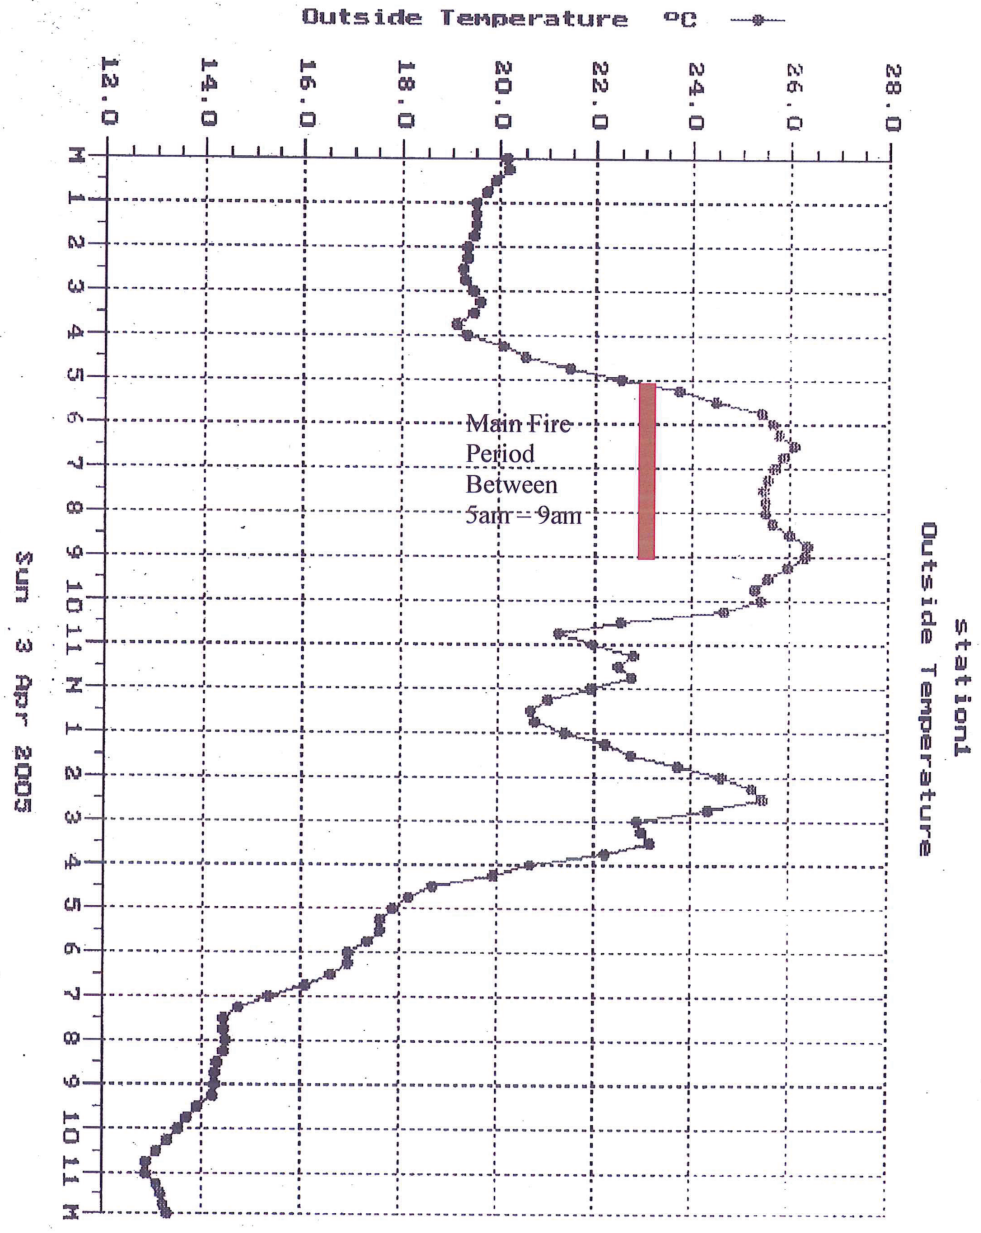 station1
Outside Temperature
Outside Temperature °C
28.0
26.0
24.0
22.0
20.0
18.0
16.0
14.0
12.0
Main Fire
Period
Between
5am – 9am
M 1 2 3 4 5 6 7 8 9 10 11 N 1 2 3 4 5 6 7 8 9 10 11 M
Sun 3 Apr 2005